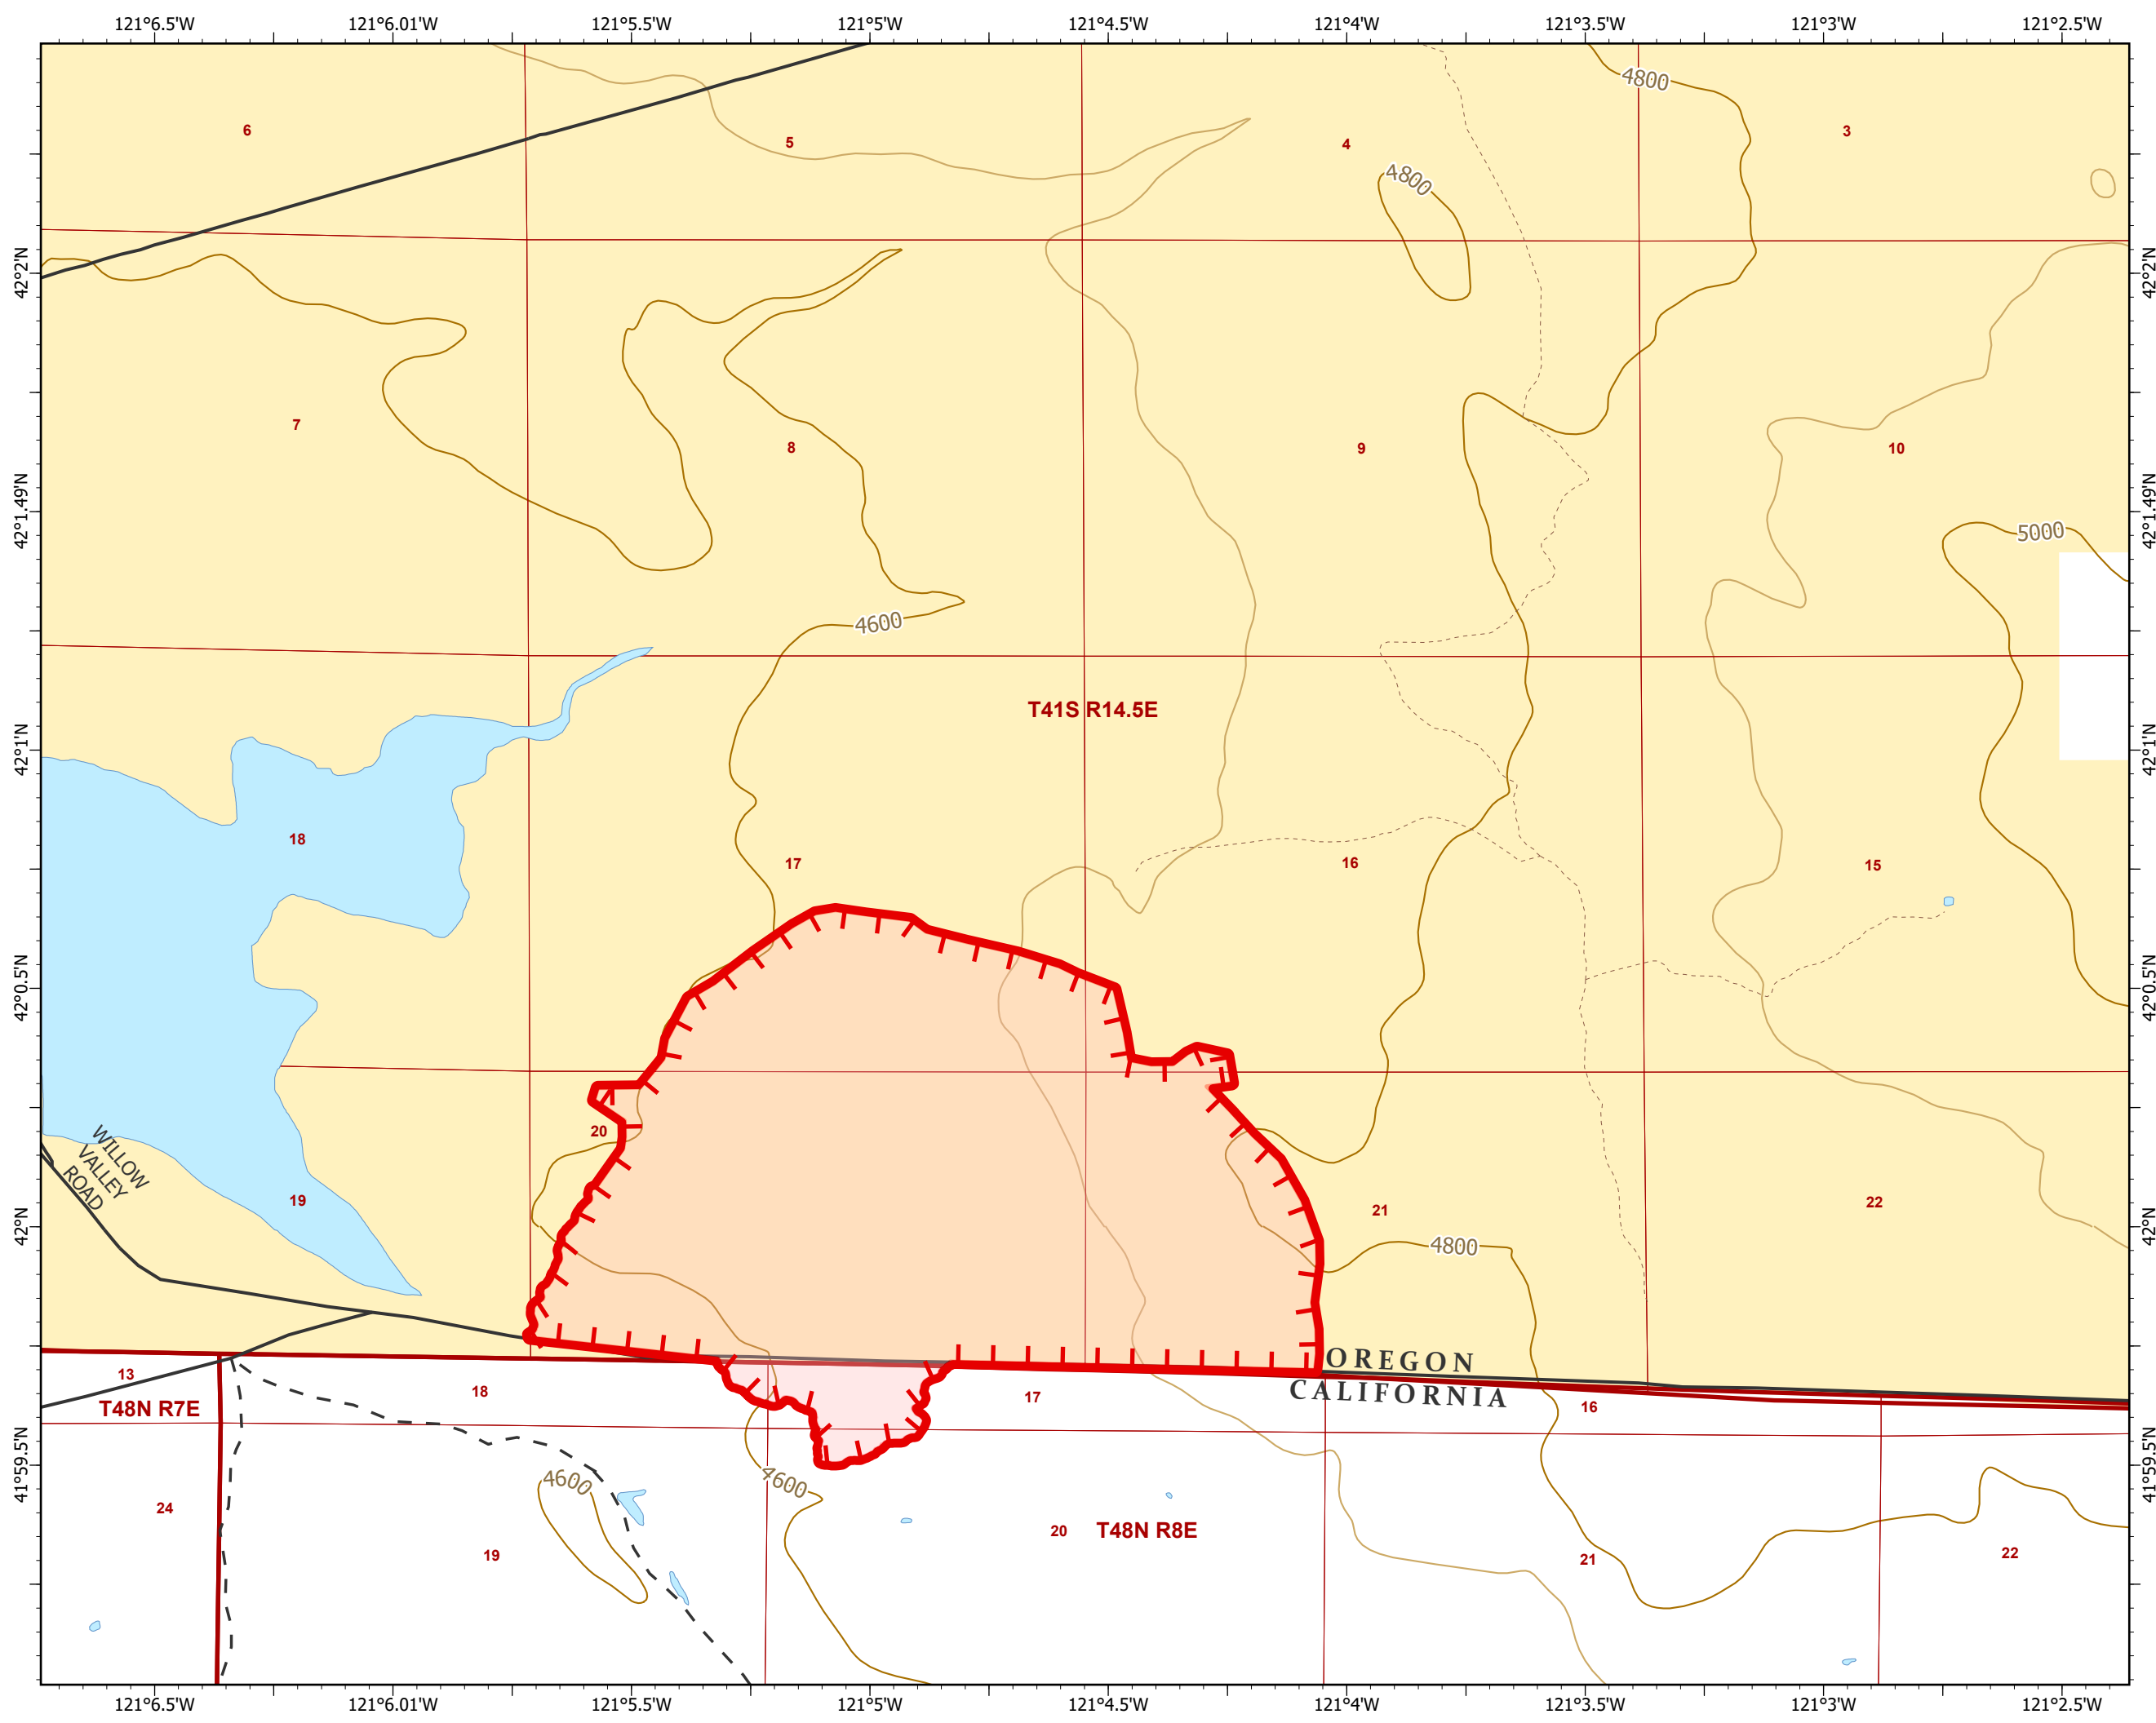 121°6.5'W 121°6.01'W 121°5.5'W 121°5'W 121°4.5'W 121°4'W 121°3.5'W 121°3'W 121°2.5'W
4800
6 5 4 3
4800
42°2'N 42°2'N
7 8 9 10
42°1.49'N 42°1.49'N
5000
4600
T41S R14.5E
42°1'N 42°1'N
18 17 16 15
42°0.5'N 42°0.5'N
20
WILLOW
VALLEY
ROAD
19 21 22
42°N 42°N
4800
OREGON
CALIFORNIA
13 18 17 16
T48N R7E
41°59.5'N 41°59.5'N
4600 4600
24 19 20 T48N R8E 21 22
121°6.5'W 121°6.01'W 121°5.5'W 121°5'W 121°4.5'W 121°4'W 121°3.5'W 121°3'W 121°2.5'W